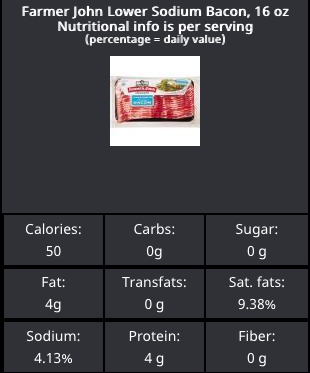 Farmer John Lower Sodium Bacon, 16 oz
Nutritional info is per serving
(percentage = daily value)
Calories: Carbs: Sugar:
50 0g 0 g
Fat: Transfats: Sat. fats:
4g 0 g 9.38%
Sodium: Protein: Fiber:
4.13% 4 g 0 g